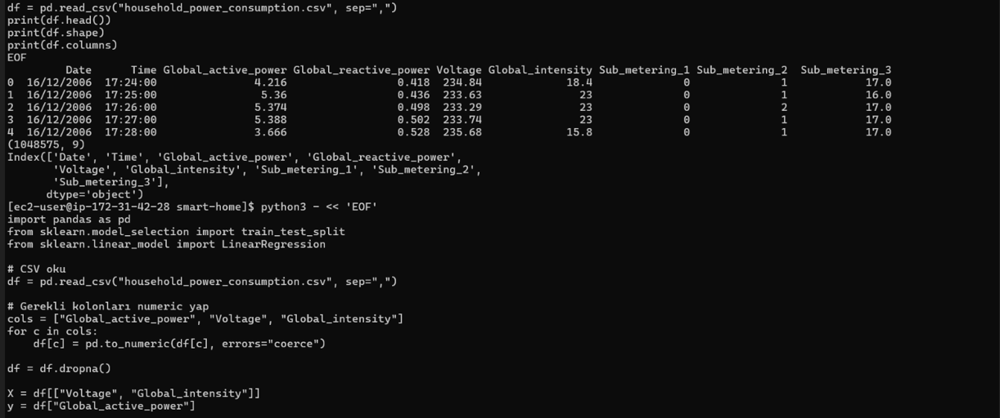 df = pd.read_csv("household_power_consumption.csv", sep=",")
print(df.head())
print(df.shape)
print(df.columns)
EOF
         Date      Time Global_active_power Global_reactive_power Voltage Global_intensity Sub_metering_1 Sub_metering_2  Sub_metering_3
0  16/12/2006  17:24:00               4.216                 0.418  234.84             18.4              0              1            17.0
1  16/12/2006  17:25:00                5.36                 0.436  233.63               23              0              1            16.0
2  16/12/2006  17:26:00               5.374                 0.498  233.29               23              0              2            17.0
3  16/12/2006  17:27:00               5.388                 0.502  233.74               23              0              1            17.0
4  16/12/2006  17:28:00               3.666                 0.528  235.68             15.8              0              1            17.0
(1048575, 9)
Index(['Date', 'Time', 'Global_active_power', 'Global_reactive_power',
       'Voltage', 'Global_intensity', 'Sub_metering_1', 'Sub_metering_2',
       'Sub_metering_3'],
      dtype='object')
[ec2-user@ip-172-31-42-28 smart-home]$ python3 - << 'EOF'
import pandas as pd
from sklearn.model_selection import train_test_split
from sklearn.linear_model import LinearRegression

# CSV oku
df = pd.read_csv("household_power_consumption.csv", sep=",")

# Gerekli kolonları numeric yap
cols = ["Global_active_power", "Voltage", "Global_intensity"]
for c in cols:
    df[c] = pd.to_numeric(df[c], errors="coerce")

df = df.dropna()

X = df[["Voltage", "Global_intensity"]]
y = df["Global_active_power"]